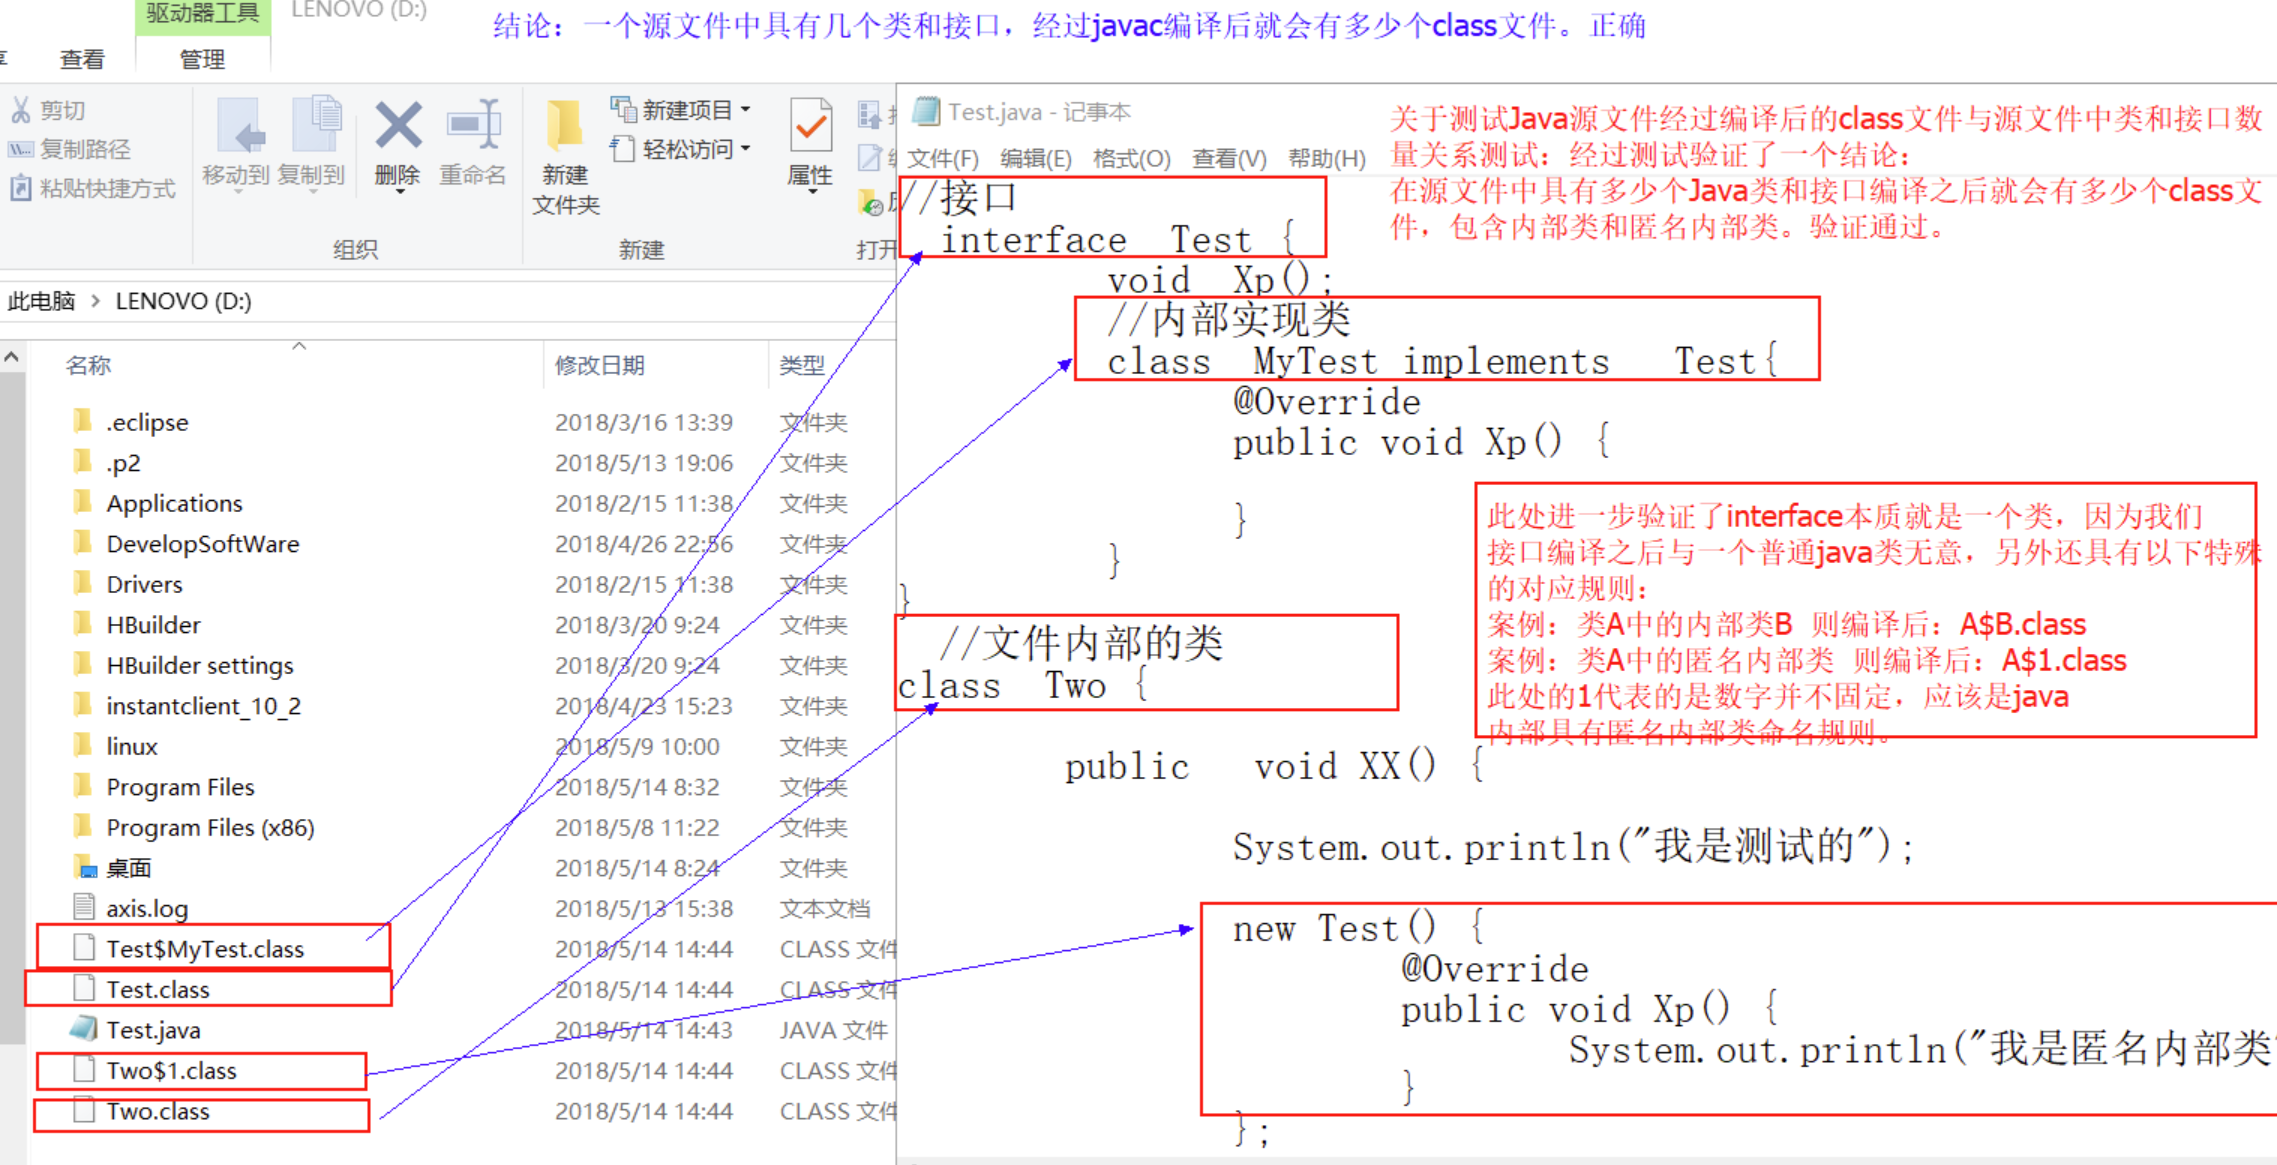 驱动器工具
LENOVO (D:)
结论：一个源文件中具有几个类和接口，经过javac编译后就会有多少个class文件。正确
查看
管理
剪切
复制路径
粘贴快捷方式
移动到
复制到
删除
重命名
组织
新建
文件夹
新建项目
轻松访问
新建
属性
打开
此电脑 > LENOVO (D:)
名称 修改日期 类型
.eclipse 2018/3/16 13:39 文件夹
.p2 2018/5/13 19:06 文件夹
Applications 2018/2/15 11:38 文件夹
DevelopSoftWare 2018/4/26 22:56 文件夹
Drivers 2018/2/15 11:38 文件夹
HBuilder 2018/3/20 9:24 文件夹
HBuilder settings 2018/3/20 9:24 文件夹
instantclient_10_2 2018/4/23 15:23 文件夹
linux 2018/5/9 10:00 文件夹
Program Files 2018/5/14 8:32 文件夹
Program Files (x86) 2018/5/8 11:22 文件夹
桌面 2018/5/14 8:24 文件夹
axis.log 2018/5/13 15:38 文本文档
Test$MyTest.class 2018/5/14 14:44 CLASS 文件
Test.class 2018/5/14 14:44 CLASS 文件
Test.java 2018/5/14 14:43 JAVA 文件
Two$1.class 2018/5/14 14:44 CLASS 文件
Two.class 2018/5/14 14:44 CLASS 文件
Test.java - 记事本
文件(F) 编辑(E) 格式(O) 查看(V) 帮助(H)
关于测试Java源文件经过编译后的class文件与源文件中类和接口数
量关系测试：经过测试验证了一个结论：
在源文件中具有多少个Java类和接口编译之后就会有多少个class文
件，包含内部类和匿名内部类。验证通过。
//接口
interface Test {
void Xp();
//内部实现类
class MyTest implements Test{
@Override
public void Xp() {
}
}
}
此处进一步验证了interface本质就是一个类，因为我们
接口编译之后与一个普通java类无意，另外还具有以下特殊
的对应规则：
案例：类A中的内部类B 则编译后：A$B.class
案例：类A中的匿名内部类 则编译后：A$1.class
此处的1代表的是数字并不固定，应该是java
内部具有匿名内部类命名规则。
//文件内部的类
class Two {
public void XX() {
System.out.println("我是测试的");
new Test() {
@Override
public void Xp() {
System.out.println("我是匿名内部类"
}
};